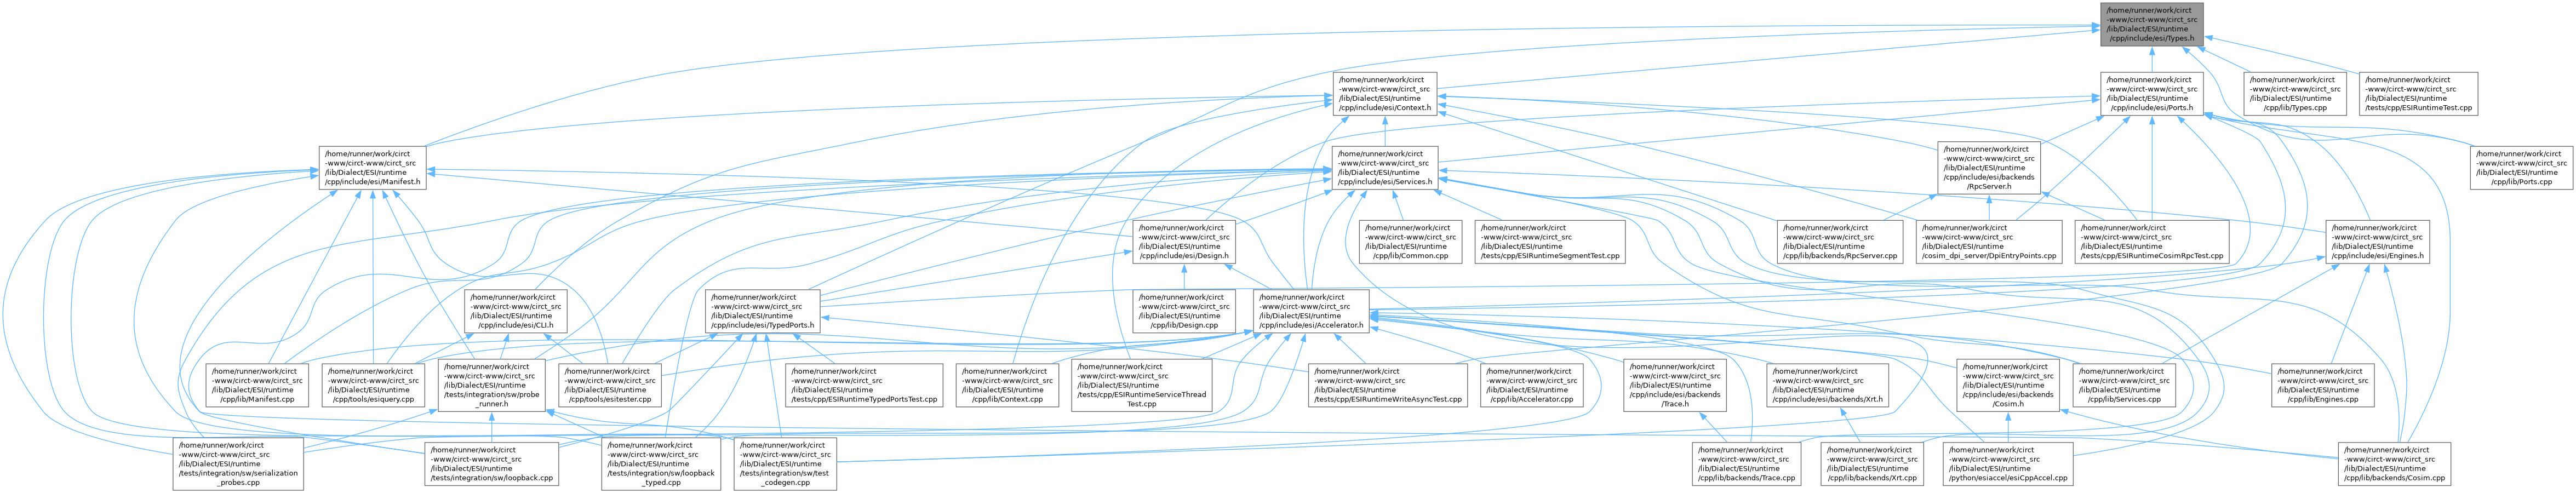 /home/runner/work/circt
-www/circt-www/circt_src
/lib/Dialect/ESI/runtime
/cpp/include/esi/Types.h
/home/runner/work/circt
-www/circt-www/circt_src
/lib/Dialect/ESI/runtime
/cpp/include/esi/Context.h
/home/runner/work/circt
-www/circt-www/circt_src
/lib/Dialect/ESI/runtime
/cpp/include/esi/Ports.h
/home/runner/work/circt
-www/circt-www/circt_src
/lib/Dialect/ESI/runtime
/cpp/lib/Types.cpp
/home/runner/work/circt
-www/circt-www/circt_src
/lib/Dialect/ESI/runtime
/tests/cpp/ESIRuntimeTest.cpp
/home/runner/work/circt
-www/circt-www/circt_src
/lib/Dialect/ESI/runtime
/cpp/include/esi/Manifest.h
/home/runner/work/circt
-www/circt-www/circt_src
/lib/Dialect/ESI/runtime
/cpp/include/esi/Services.h
/home/runner/work/circt
-www/circt-www/circt_src
/lib/Dialect/ESI/runtime
/cpp/include/esi/backends
/RpcServer.h
/home/runner/work/circt
-www/circt-www/circt_src
/lib/Dialect/ESI/runtime
/cpp/lib/Ports.cpp
/home/runner/work/circt
-www/circt-www/circt_src
/lib/Dialect/ESI/runtime
/cpp/include/esi/Design.h
/home/runner/work/circt
-www/circt-www/circt_src
/lib/Dialect/ESI/runtime
/cpp/lib/Common.cpp
/home/runner/work/circt
-www/circt-www/circt_src
/lib/Dialect/ESI/runtime
/tests/cpp/ESIRuntimeSegmentTest.cpp
/home/runner/work/circt
-www/circt-www/circt_src
/lib/Dialect/ESI/runtime
/cpp/lib/backends/RpcServer.cpp
/home/runner/work/circt
-www/circt-www/circt_src
/lib/Dialect/ESI/runtime
/cosim_dpi_server/DpiEntryPoints.cpp
/home/runner/work/circt
-www/circt-www/circt_src
/lib/Dialect/ESI/runtime
/tests/cpp/ESIRuntimeCosimRpcTest.cpp
/home/runner/work/circt
-www/circt-www/circt_src
/lib/Dialect/ESI/runtime
/cpp/include/esi/Engines.h
/home/runner/work/circt
-www/circt-www/circt_src
/lib/Dialect/ESI/runtime
/cpp/include/esi/CLI.h
/home/runner/work/circt
-www/circt-www/circt_src
/lib/Dialect/ESI/runtime
/cpp/include/esi/TypedPorts.h
/home/runner/work/circt
-www/circt-www/circt_src
/lib/Dialect/ESI/runtime
/cpp/lib/Design.cpp
/home/runner/work/circt
-www/circt-www/circt_src
/lib/Dialect/ESI/runtime
/cpp/include/esi/Accelerator.h
/home/runner/work/circt
-www/circt-www/circt_src
/lib/Dialect/ESI/runtime
/cpp/lib/Manifest.cpp
/home/runner/work/circt
-www/circt-www/circt_src
/lib/Dialect/ESI/runtime
/cpp/tools/esiquery.cpp
/home/runner/work/circt
-www/circt-www/circt_src
/lib/Dialect/ESI/runtime
/tests/integration/sw/probe
_runner.h
/home/runner/work/circt
-www/circt-www/circt_src
/lib/Dialect/ESI/runtime
/cpp/tools/esitester.cpp
/home/runner/work/circt
-www/circt-www/circt_src
/lib/Dialect/ESI/runtime
/tests/cpp/ESIRuntimeTypedPortsTest.cpp
/home/runner/work/circt
-www/circt-www/circt_src
/lib/Dialect/ESI/runtime
/cpp/lib/Context.cpp
/home/runner/work/circt
-www/circt-www/circt_src
/lib/Dialect/ESI/runtime
/tests/cpp/ESIRuntimeServiceThread
Test.cpp
/home/runner/work/circt
-www/circt-www/circt_src
/lib/Dialect/ESI/runtime
/tests/cpp/ESIRuntimeWriteAsyncTest.cpp
/home/runner/work/circt
-www/circt-www/circt_src
/lib/Dialect/ESI/runtime
/cpp/lib/Accelerator.cpp
/home/runner/work/circt
-www/circt-www/circt_src
/lib/Dialect/ESI/runtime
/cpp/include/esi/backends
/Trace.h
/home/runner/work/circt
-www/circt-www/circt_src
/lib/Dialect/ESI/runtime
/cpp/include/esi/backends/Xrt.h
/home/runner/work/circt
-www/circt-www/circt_src
/lib/Dialect/ESI/runtime
/cpp/include/esi/backends
/Cosim.h
/home/runner/work/circt
-www/circt-www/circt_src
/lib/Dialect/ESI/runtime
/cpp/lib/Services.cpp
/home/runner/work/circt
-www/circt-www/circt_src
/lib/Dialect/ESI/runtime
/cpp/lib/Engines.cpp
/home/runner/work/circt
-www/circt-www/circt_src
/lib/Dialect/ESI/runtime
/tests/integration/sw/serialization
_probes.cpp
/home/runner/work/circt
-www/circt-www/circt_src
/lib/Dialect/ESI/runtime
/tests/integration/sw/loopback.cpp
/home/runner/work/circt
-www/circt-www/circt_src
/lib/Dialect/ESI/runtime
/tests/integration/sw/loopback
_typed.cpp
/home/runner/work/circt
-www/circt-www/circt_src
/lib/Dialect/ESI/runtime
/tests/integration/sw/test
_codegen.cpp
/home/runner/work/circt
-www/circt-www/circt_src
/lib/Dialect/ESI/runtime
/cpp/lib/backends/Trace.cpp
/home/runner/work/circt
-www/circt-www/circt_src
/lib/Dialect/ESI/runtime
/cpp/lib/backends/Xrt.cpp
/home/runner/work/circt
-www/circt-www/circt_src
/lib/Dialect/ESI/runtime
/python/esiaccel/esiCppAccel.cpp
/home/runner/work/circt
-www/circt-www/circt_src
/lib/Dialect/ESI/runtime
/cpp/lib/backends/Cosim.cpp